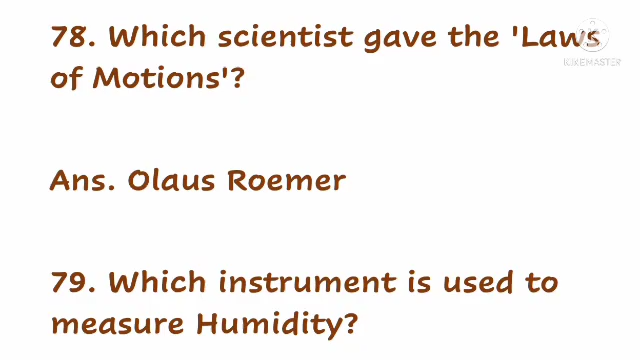 78. Which scientist gave the 'Laws
of Motions'?
Ans. Olaus Roemer
79. Which instrument is used to
measure Humidity?
KINEMASTER